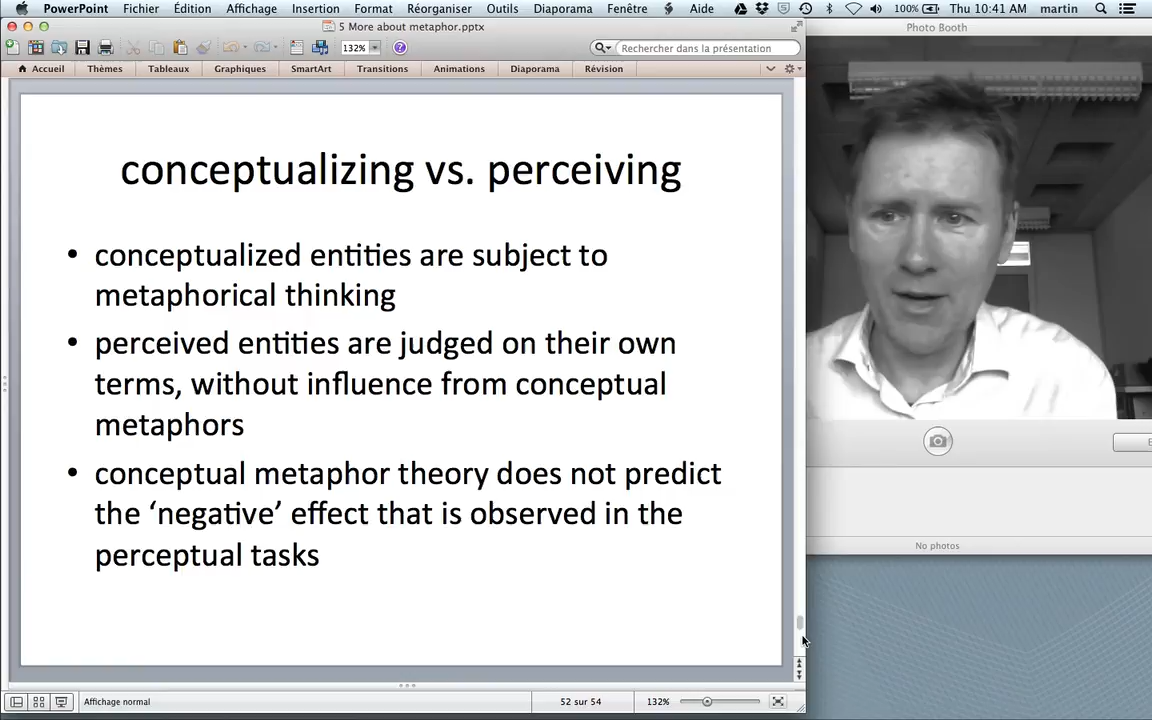 PowerPoint Fichier Édition Affichage Insertion Format Réorganiser Outils Diaporama Fenêtre Aide 100% Thu 10:41 AM martin
5 More about metaphor.pptx
Photo Booth
132% Rechercher dans la présentation
Accueil Thèmes Tableaux Graphiques SmartArt Transitions Animations Diaporama Révision
conceptualizing vs. perceiving
• conceptualized entities are subject to
metaphorical thinking
• perceived entities are judged on their own
terms, without influence from conceptual
metaphors
• conceptual metaphor theory does not predict
the ‘negative’ effect that is observed in the
perceptual tasks
No photos
Affichage normal 52 sur 54 132%